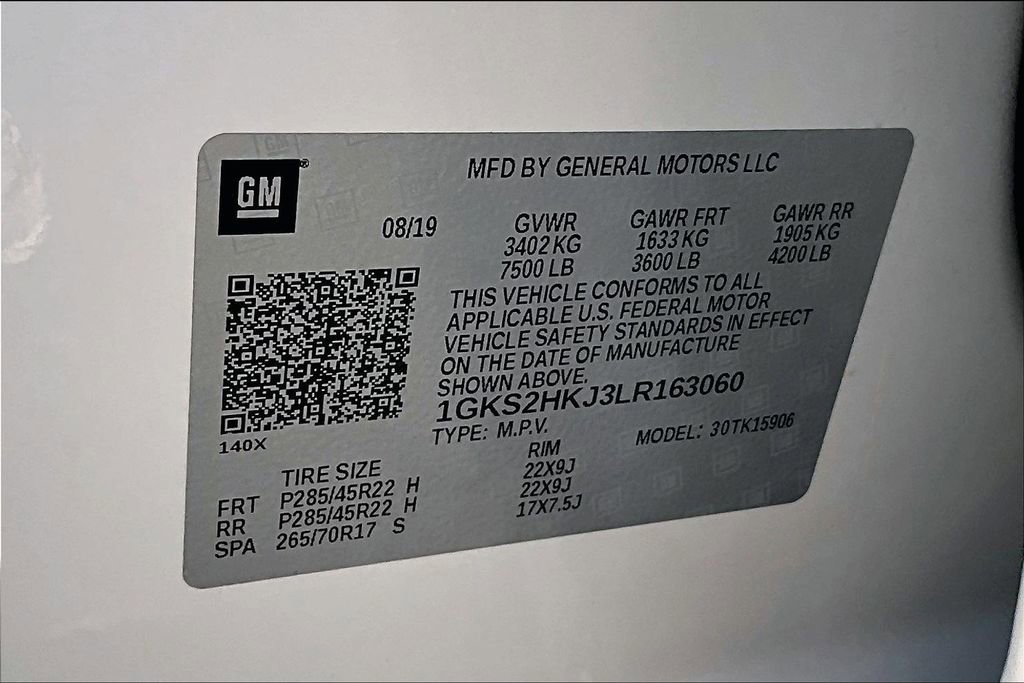 GM ®
MFD BY GENERAL MOTORS LLC
08/19 GVWR GAWR FRT GAWR RR
3402 KG 1633 KG 1905 KG
7500 LB 3600 LB 4200 LB
THIS VEHICLE CONFORMS TO ALL
APPLICABLE U.S. FEDERAL MOTOR
VEHICLE SAFETY STANDARDS IN EFFECT
ON THE DATE OF MANUFACTURE
SHOWN ABOVE.
1GKS2HKJ3LR163060
140X
TYPE: M.P.V. MODEL: 30TK15906
TIRE SIZE RIM
FRT P285/45R22 H 22X9J
RR P285/45R22 H 22X9J
SPA 265/70R17 S 17X7.5J